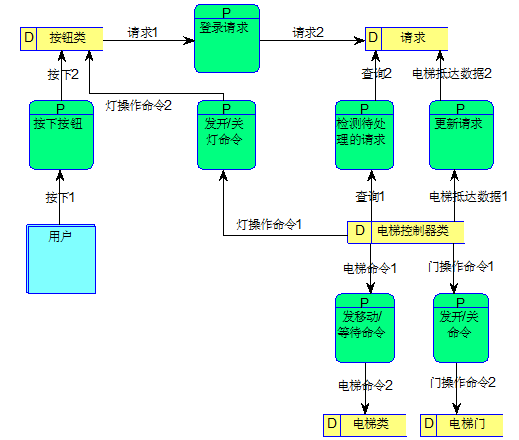 P
D 按钮类
请求1
登录请求
请求2
D 请求
按下2
灯操作命令2
查询2
电梯抵达数据2
P
按下按钮
P
发开/关
灯命令
P
检测待处
理的请求
P
更新请求
按下1
查询1
电梯抵达数据1
用户
灯操作命令1
D 电梯控制器类
电梯命令1
门操作命令1
P
发移动/
等待命令
P
发开/关
命令
电梯命令2
门操作命令2
D 电梯类
D 电梯门